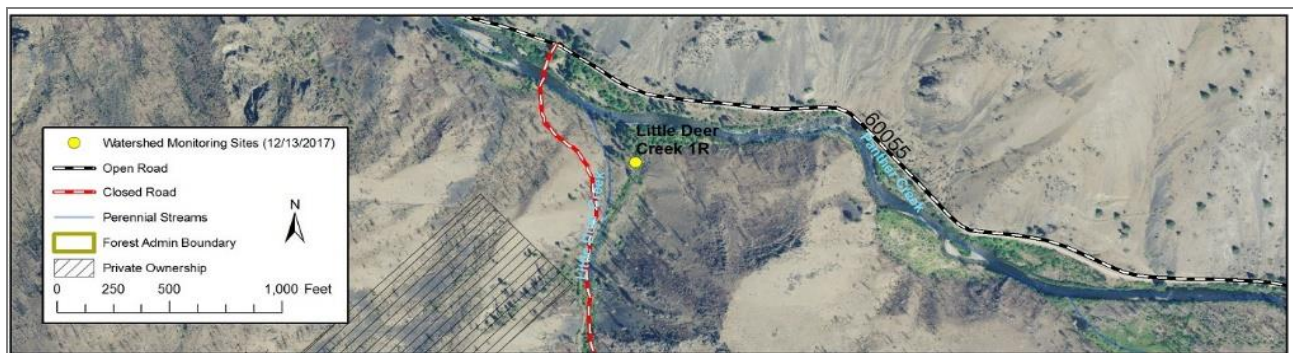 Little Deer
Creek 1R
60055
Panther Creek
Watershed Monitoring Sites (12/13/2017)
Open Road
Closed Road
Perennial Streams
Forest Admin Boundary
Private Ownership
N
0 250 500 1,000 Feet